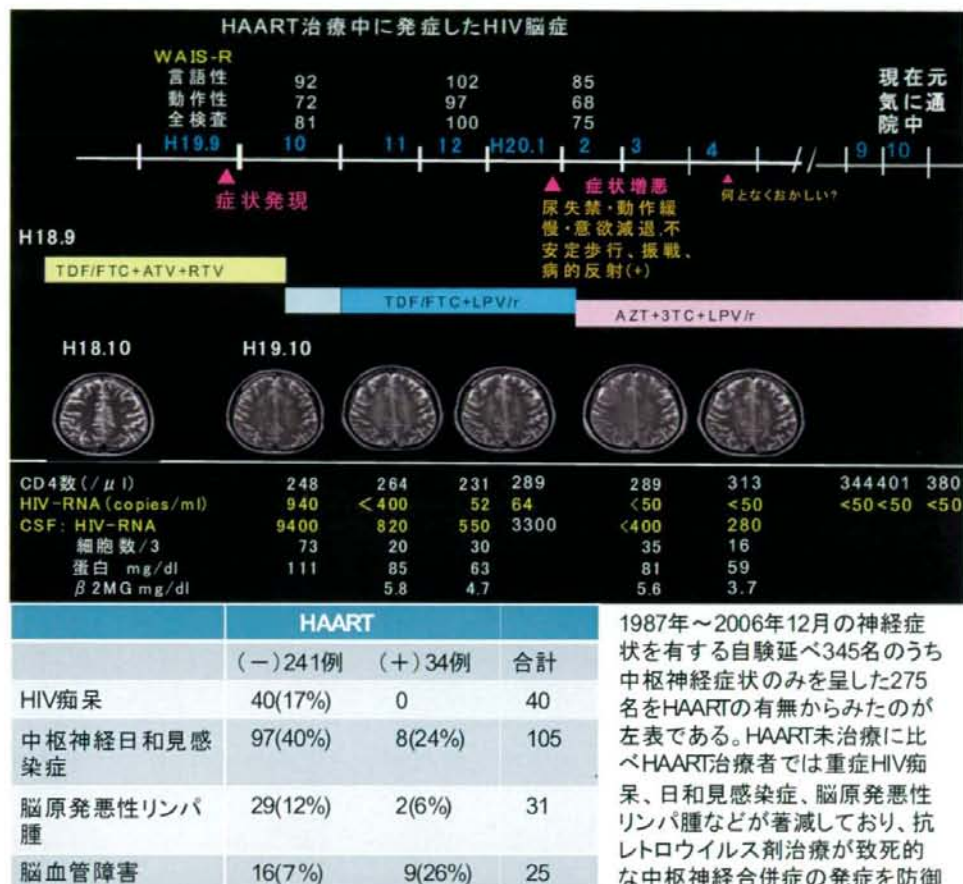 HAART治療中に発症したHIV脳症
WAIS-R
言語性 92 102 85
動作性 72 97 68
全検査 81 100 75
現在元
気に通
院中
H19.9 10 11 12 H20.1 2 3 4 // 9 10
症状発現
症状増悪
尿失禁・動作緩
慢・意欲減退,不
安定歩行、振戦、
病的反射(+)
何となくおかしい?
H18.9
TDF/FTC+ATV+RTV
TDF/FTC+LPV/r
AZT+3TC+LPV/r
H18.10 H19.10
CD4数(/μl) 248 264 231 289 289 313 344 401 380
HIV-RNA(copies/ml) 940 <400 52 64 <50 <50 <50 <50 <50
CSF: HIV-RNA 9400 820 550 3300 <400 280
細胞数/3 73 20 30 35 16
蛋白 mg/dl 111 85 63 81 59
β2MG mg/dl 5.8 4.7 5.6 3.7
HAART
(−)241例 (+)34例 合計
HIV痴呆 40(17%) 0 40
中枢神経日和見感
染症 97(40%) 8(24%) 105
脳原発悪性リンパ
腫 29(12%) 2(6%) 31
脳血管障害 16(7%) 9(26%) 25
1987年~2006年12月の神経症
状を有する自験延べ345名のうち
中枢神経症状のみを呈した275
名をHAARTの有無からみたのが
左表である。HAART未治療に比
べHAART治療者では重症HIV痴
呆、日和見感染症、脳原発悪性
リンパ腫などが著減しており、抗
レトロウイルス剤治療が致死的
な中枢神経合併症の発症を防御